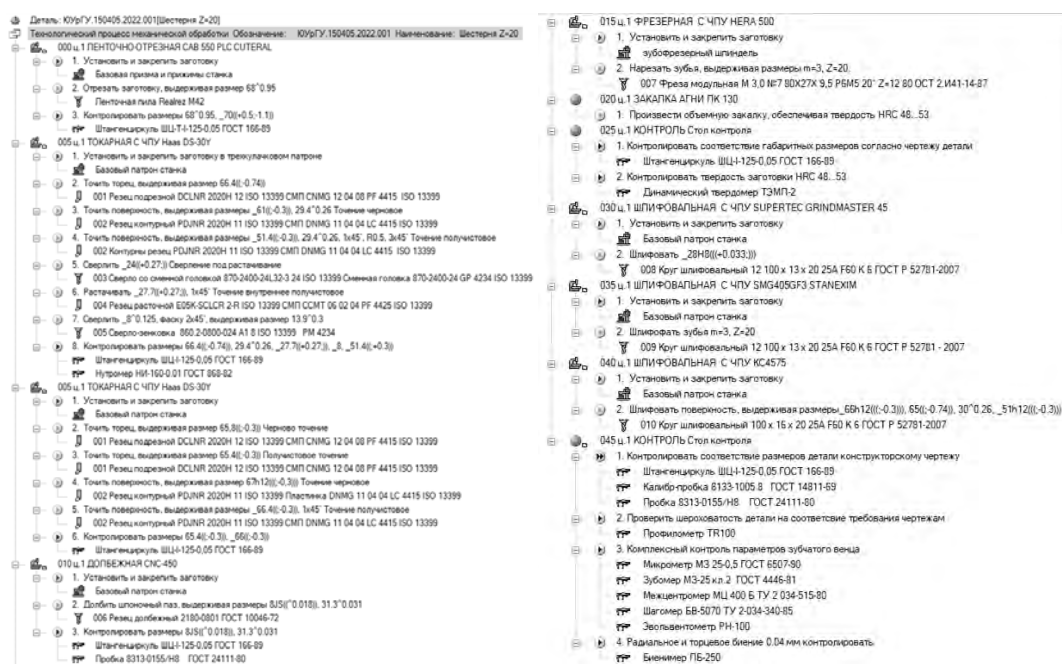 Деталь: ЮУрГУ.150405.2022.001[Шестерня Z=20]
Технологический процесс механической обработки Обозначение: ЮУрГУ.150405.2022.001 Наименование: Шестерня Z=20
000 ц.1 ЛЕНТОЧНО-ОТРЕЗНАЯ CAB 550 PLC CUTERAL
1. Установить и закрепить заготовку
Базовая призма и прижимы станка
2. Отрезать заготовку, выдерживая размер 68^0.95
Ленточная пила Realrez M42
3. Контролировать размеры 68^0.95, _70((+0.5;-1.1))
Штангенциркуль ШЦ-Т-I-125-0,05 ГОСТ 166-89
005 ц.1 ТОКАРНАЯ С ЧПУ Haas DS-30Y
1. Установить и закрепить заготовку в трехкулачковом патроне
Базовый патрон станка
2. Точить торец, выдерживая размер 66.4((;-0.74))
001 Резец подрезной DCLNR 2020H 12 ISO 13399 СМП CNMG 12 04 08 PF 4415 ISO 13399
3. Точить поверхность, выдерживая размеры _61((;-0.3)), 29.4^0.26 Точение черновое
002 Резец контурный PDJNR 2020H 11 ISO 13399 СМП DNMG 11 04 04 LC 4415 ISO 13399
4. Точить поверхность, выдерживая размеры _51.4((;-0.3)), 29.4^0.26, 1x45', R0.5, 3x45' Точение получистовое
002 Контурны резец PDJNR 2020H 11 ISO 13399 СМП DNMG 11 04 04 LC 4415 ISO 13399
5. Сверлить _24((+0.27;)) Сверление под растачивание
003 Сверло со сменной головкой 870-2400-24L32-3 24 ISO 13399 Сменная головка 870-2400-24 GP 4234 ISO 13399
6. Растачивать _27.7((+0.27;)), 1x45' Точение внутреннее получистовое
004 Резец расточной E05K-SCLCR 2-R ISO 13399 СМП CCMT 06 02 04 PF 4425 ISO 13399
7. Сверлить _8^0.125, фаску 2x45', выдерживая размер 13.9^0.3
005 Сверло-зенковка 860.2-0800-024 A1 8 ISO 13399 PM 4234
8. Контролировать размеры 66.4((;-0.74)), 29.4^0.26, _27.7((+0.27;)), _8, _51.4((;+0.3))
Штангенциркуль ШЦ-I-125-0,05 ГОСТ 166-89
Нутромер НИ-160-0.01 ГОСТ 868-82
005 ц.1 ТОКАРНАЯ С ЧПУ Haas DS-30Y
1. Установить и закрепить заготовку
Базовый патрон станка
2. Точить торец, выдерживая размер 65,8((;-0.3)) Черново точение
001 Резец подрезной DCLNR 2020H 12 ISO 13399 СМП CNMG 12 04 08 PF 4415 ISO 13399
3. Точить торец, выдерживая размер 65.4((;-0.3)) Получистовое точение
001 Резец подрезной DCLNR 2020H 12 ISO 13399 СМП CNMG 12 04 08 PF 4415 ISO 13399
4. Точить поверхность, выдерживая размер 67h12((;-0,3))) Точение черновое
002 Резец контурный PDJNR 2020H 11 ISO 13399 Пластинка DNMG 11 04 04 LC 4415 ISO 13399
5. Точить поверхность, выдерживая размеры _66.4((;-0.3)), 1x45' Точение получистовое
002 Резец контурный PDJNR 2020H 11 ISO 13399 СМП DNMG 11 04 04 LC 4415 ISO 13399
6. Контролировать размеры 65.4((;-0.3)), _66((;-0.3))
Штангенциркуль ШЦ-I-125-0,05 ГОСТ 166-89
010 ц.1 ДОЛБЕЖНАЯ CNC-450
1. Установить и закрепить заготовку
Базовый патрон станка
2. Долбить шпоночный паз, выдерживая размеры 8JS((^0.018)), 31.3^0.031
006 Резец долбежный 2180-0801 ГОСТ 10046-72
3. Контролировать размеры 8JS((^0.018)), 31.3^0.031
Штангенциркуль ШЦ-I-125-0,05 ГОСТ 166-89
Пробка 8313-0155/Н8 ГОСТ 24111-80
015 ц.1 ФРЕЗЕРНАЯ С ЧПУ HERA 500
1. Установить и закрепить заготовку
зубофрезерный шпиндель
2. Нарезать зубья, выдерживая размеры m=3, Z=20
007 Фреза модульная М 3,0 №7 80Х27Х 9,5 Р6М5 20° Z=12 80 ОСТ 2.И41-14-87
020 ц.1 ЗАКАЛКА АГНИ ПК 130
1. Произвести объемную закалку, обеспечивая твердость HRC 48...53
025 ц.1 КОНТРОЛЬ Стол контроля
1. Контролировать соответствие габаритных размеров согласно чертежу детали
Штангенциркуль ШЦ-I-125-0,05 ГОСТ 166-89
2. Контролировать твердость заготовки HRC 48...53
Динамический твердомер ТЭМП-2
030 ц.1 ШЛИФОВАЛЬНАЯ С ЧПУ SUPERTEC GRINDMASTER 45
1. Установить и закрепить заготовку
Базовый патрон станка
2. Шлифовать _28H8(((+0.033;)))
008 Круг шлифовальный 12 100 х 13 х 20 25А F60 K 6 ГОСТ Р 52781-2007
035 ц.1 ШЛИФОВАЛЬНАЯ С ЧПУ SMG405GF3 STANEXIM
1. Установить и закрепить заготовку
Базовый патрон станка
2. Шлифофать зубья m=3, Z=20
009 Круг шлифовальный 12 100 х 13 х 20 25А F60 K 6 ГОСТ Р 52781 - 2007
040 ц.1 ШЛИФОВАЛЬНАЯ С ЧПУ КС4575
1. Установить и закрепить заготовку
Базовый патрон станка
2. Шлифовать поверхность, выдерживая размеры_66h12(((;-0.3))), 65((;-0.74)), 30^0.26, _51h12(((;-0.3)))
010 Круг шлифовальный 100 х 16 х 20 25А F60 K 6 ГОСТ Р 52781-2007
045 ц.1 КОНТРОЛЬ Стол контроля
1. Контролировать соответствие размеров детали конструкторскому чертежу
Штангенциркуль ШЦ-I-125-0,05 ГОСТ 166-89
Калибр-пробка 8133-1005.8 ГОСТ 14811-69
Пробка 8313-0155/Н8 ГОСТ 24111-80
2. Проверить шероховатость детали на соответсвие требования чертежам
Профилометр TR100
3. Комплексный контроль параметров зубчатого венца
Микрометр МЗ 25-0,5 ГОСТ 6507-90
Зубомер МЗ-25 кл.2 ГОСТ 4446-81
Межцентромер МЦ 400 Б ТУ 2 034-515-80
Шагомер БВ-5070 ТУ 2-034-340-85
Эвольвентометр РН-100
4. Радиальное и торцевое биение 0.04 мм контролировать
Биенимер ПБ-250